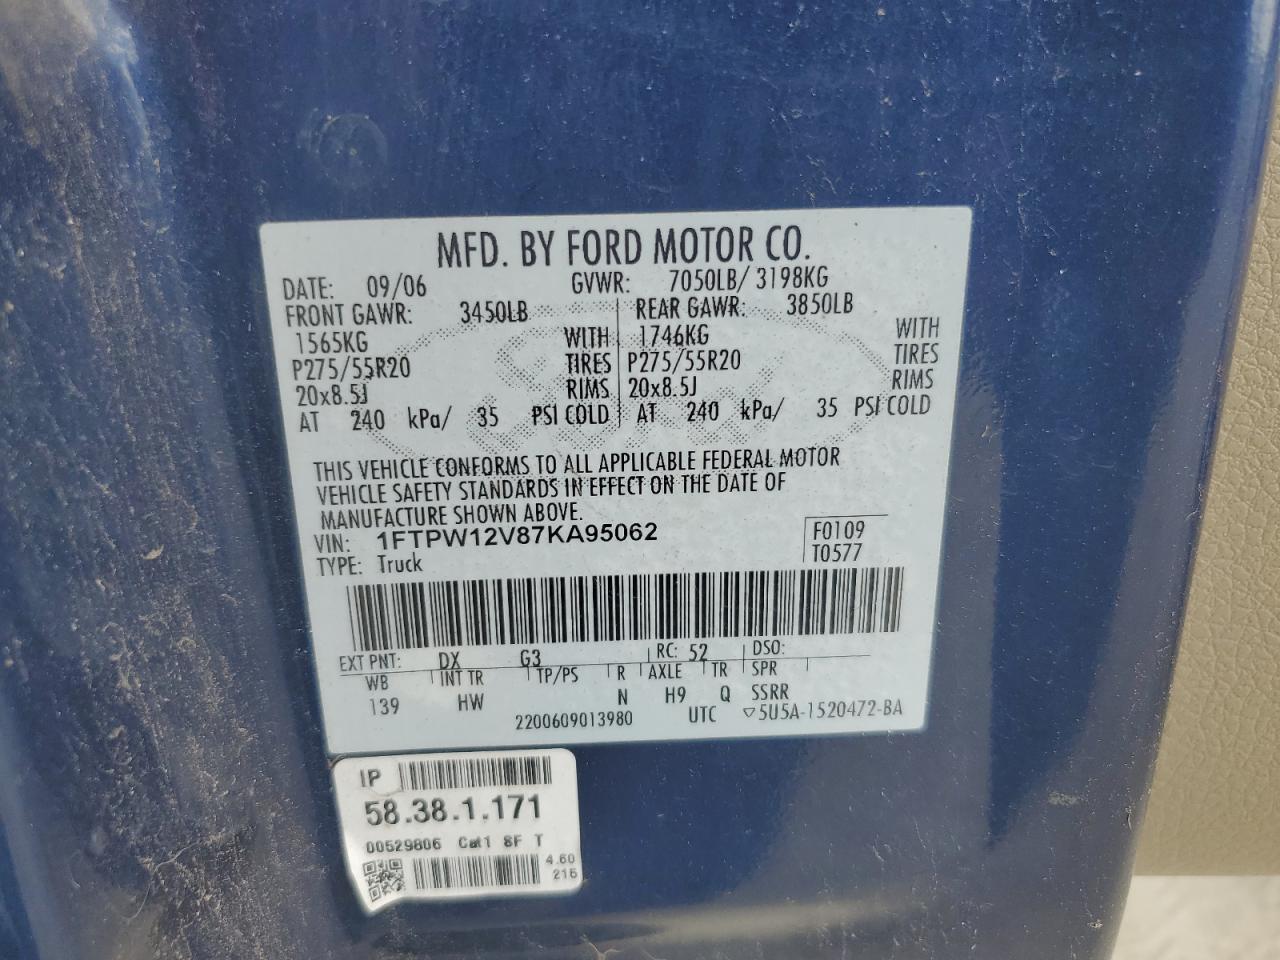 MFD. BY FORD MOTOR CO.
DATE: 09/06 GVWR: 7050LB/ 3198KG
FRONT GAWR: 3450LB REAR GAWR: 3850LB
1565KG WITH 1746KG WITH
P275/55R20 TIRES P275/55R20 TIRES
20x8.5J RIMS 20x8.5J RIMS
AT 240 kPa/ 35 PSI COLD AT 240 kPa/ 35 PSI COLD
THIS VEHICLE CONFORMS TO ALL APPLICABLE FEDERAL MOTOR
VEHICLE SAFETY STANDARDS IN EFFECT ON THE DATE OF
MANUFACTURE SHOWN ABOVE.
VIN: 1FTPW12V87KA95062 F0109
TYPE: Truck T0577
EXT PNT: DX G3 RC: 52 DSO:
WB INT TR TP/PS R AXLE TR SPR
139 HW N H9 Q SSRR
2200609013980 UTC ▽5U5A-1520472-BA
IP
58.38.1.171
00529806 Cat1 SF T
4.60
216